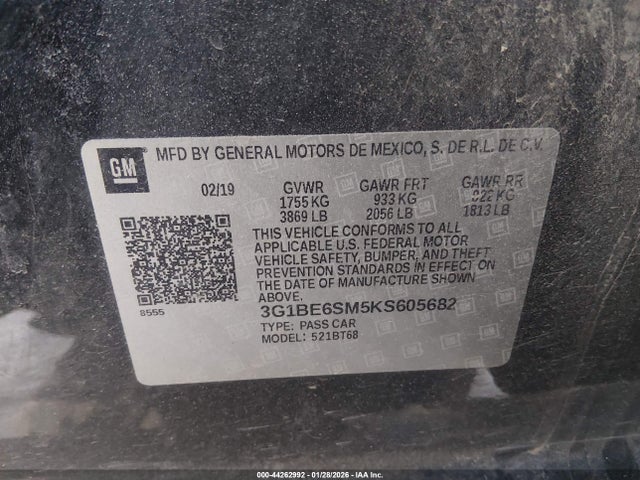 GM MFD BY GENERAL MOTORS DE MEXICO, S. DE R.L. DE C.V.
02/19 GVWR GAWR FRT GAWR RR
1755 KG 933 KG 822 KG
3869 LB 2056 LB 1813 LB
THIS VEHICLE CONFORMS TO ALL
APPLICABLE U.S. FEDERAL MOTOR
VEHICLE SAFETY, BUMPER, AND THEFT
PREVENTION STANDARDS IN EFFECT ON
THE DATE OF MANUFACTURE SHOWN
ABOVE.
8555
3G1BE6SM5KS605682
TYPE: PASS CAR
MODEL: 521BT68
000-44262992 - 01/28/2026 - IAA Inc.